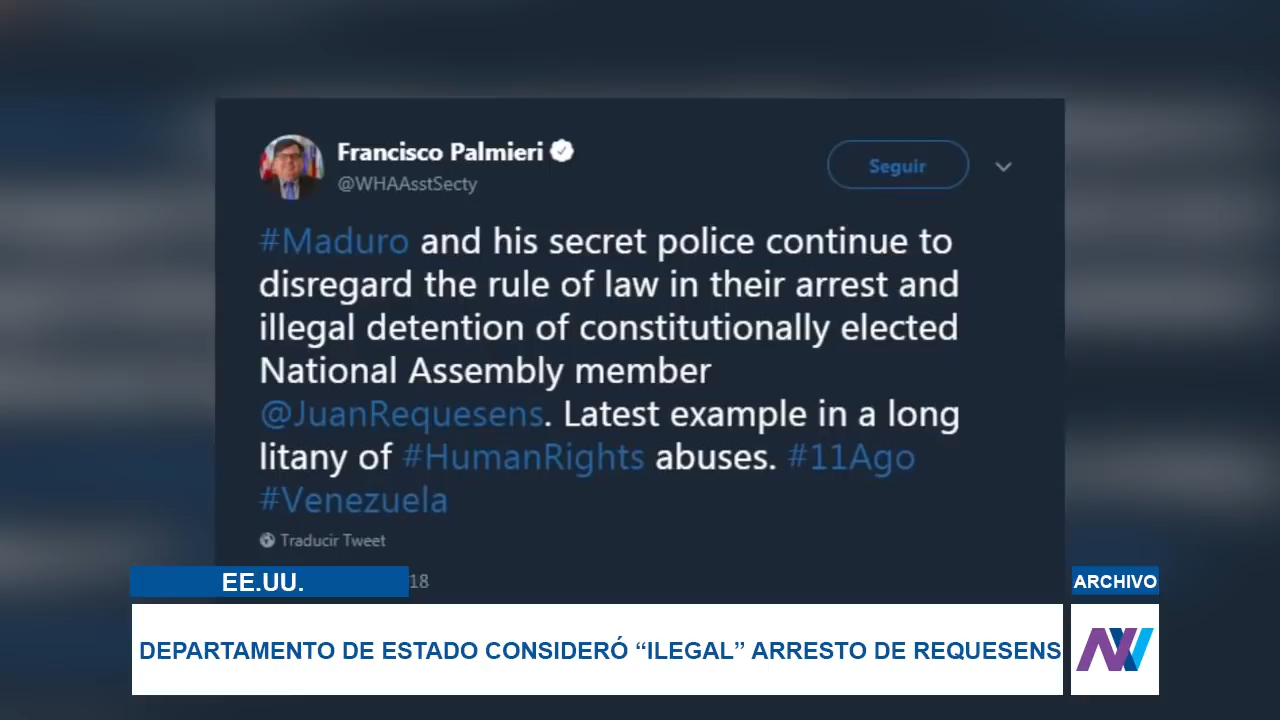 Francisco Palmieri
@WHAAsstSecty
Seguir
#Maduro and his secret police continue to
disregard the rule of law in their arrest and
illegal detention of constitutionally elected
National Assembly member
@JuanRequesens. Latest example in a long
litany of #HumanRights abuses. #11Ago
#Venezuela
Traducir Tweet
18
EE.UU.
ARCHIVO
DEPARTAMENTO DE ESTADO CONSIDERÓ “ILEGAL” ARRESTO DE REQUESENS